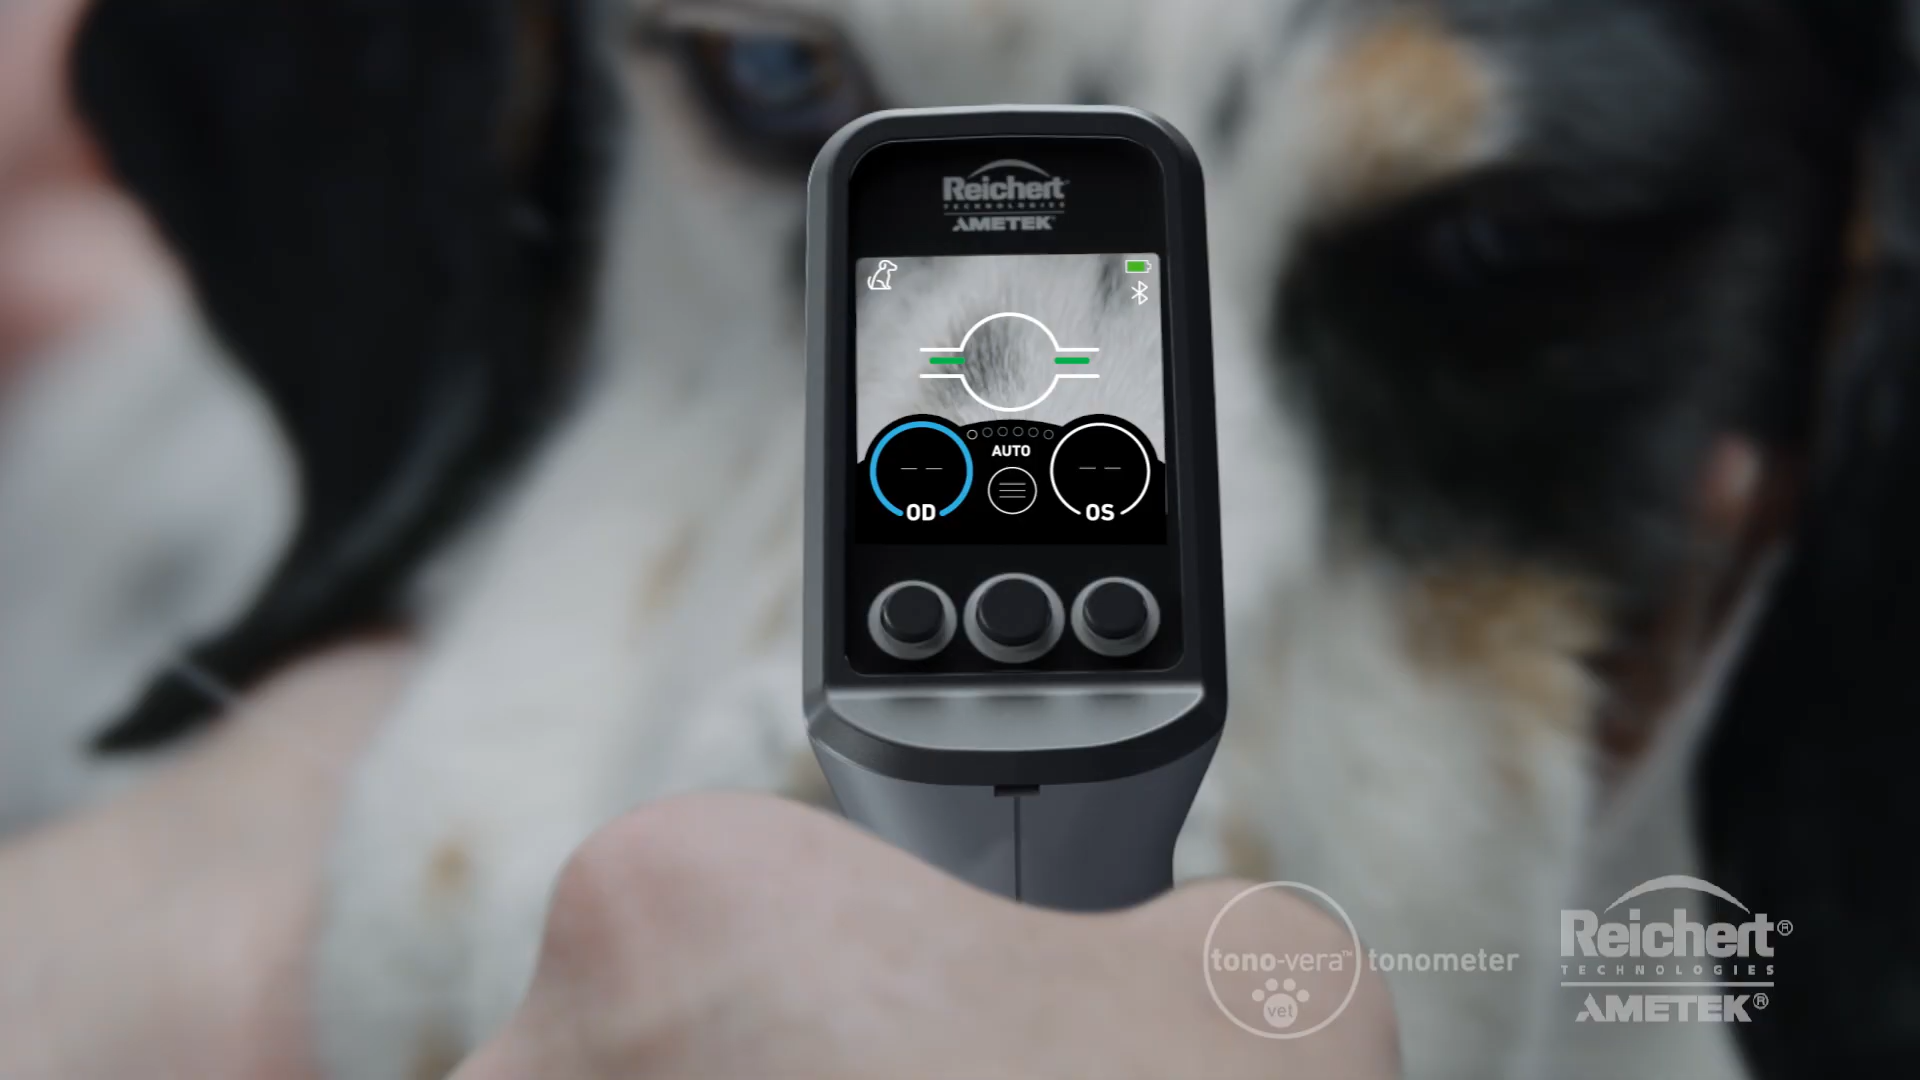 Reichert
TECHNOLOGIES
AMETEK
AUTO
— —
OD
— —
OS
tono-vera™ tonometer
vet
Reichert®
TECHNOLOGIES
AMETEK®